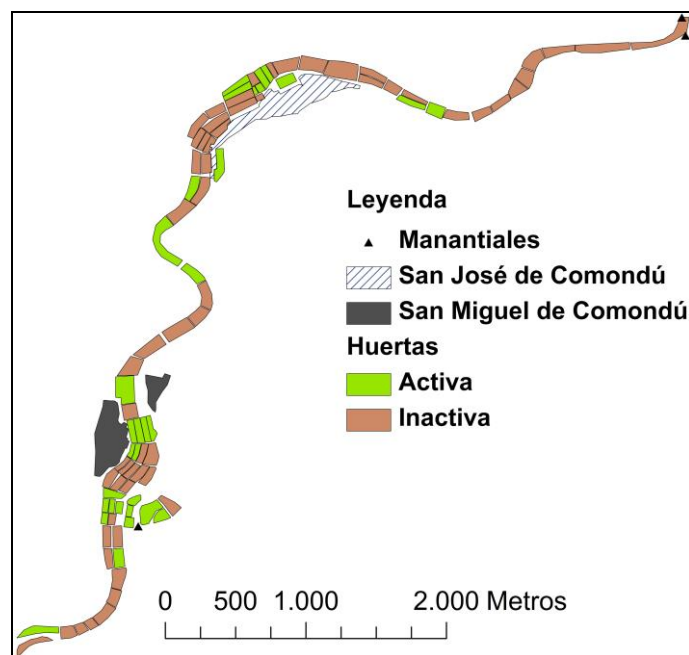 Leyenda
Manantiales
San José de Comondú
San Miguel de Comondú
Huertas
Activa
Inactiva
0 500 1.000 2.000 Metros